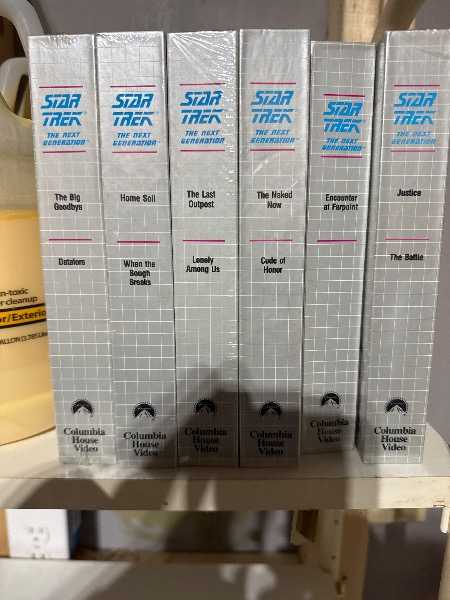 STAR
TREK
THE NEXT
GENERATION
The Big
Goodbye
Datalore
Columbia
House
Video
STAR
TREK
THE NEXT
GENERATION
Home Soil
When the
Bough
Breaks
Columbia
House
Video
STAR
TREK
THE NEXT
GENERATION
The Last
Outpost
Lonely
Among Us
Columbia
House
Video
STAR
TREK
THE NEXT
GENERATION
The Naked
Now
Code of
Honor
Columbia
House
Video
STAR
TREK
THE NEXT
GENERATION
Encounter
at Farpoint
Columbia
House
Video
STAR
TREK
THE NEXT
GENERATION
Justice
The Battle
Columbia
House
Video
n-toxic
r cleanup
or/Exterio